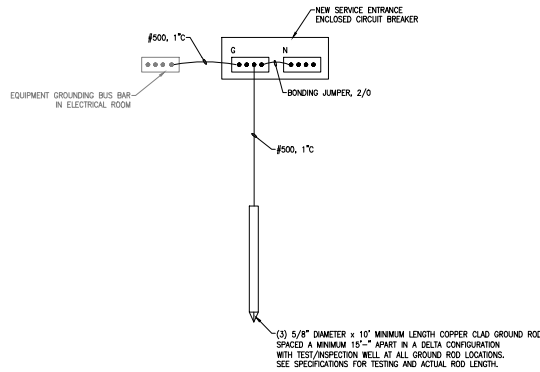 NEW SERVICE ENTRANCE
ENCLOSED CIRCUIT BREAKER
#500, 1"C
G
N
EQUIPMENT GROUNDING BUS BAR
IN ELECTRICAL ROOM
BONDING JUMPER, 2/0
#500, 1"C
(3) 5/8" DIAMETER x 10' MINIMUM LENGTH COPPER CLAD GROUND ROD
SPACED A MINIMUM 15'-" APART IN A DELTA CONFIGURATION
WITH TEST/INSPECTION WELL AT ALL GROUND ROD LOCATIONS.
SEE SPECIFICATIONS FOR TESTING AND ACTUAL ROD LENGTH.